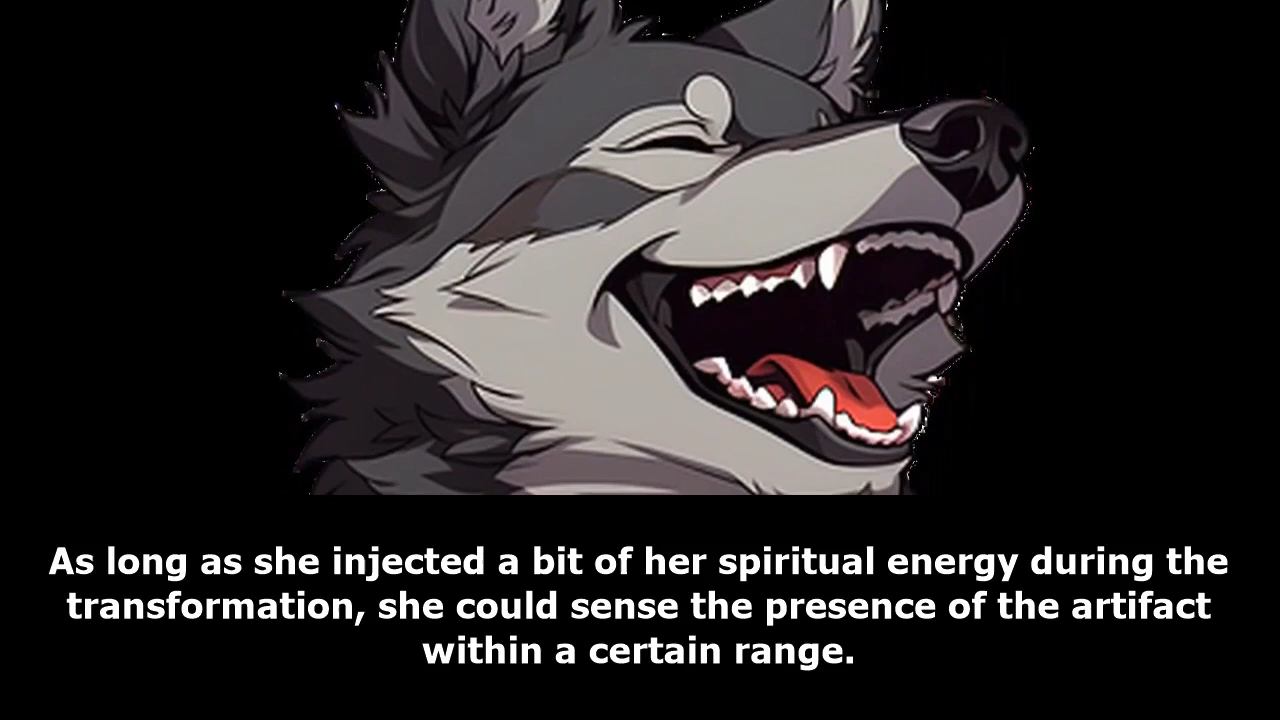 As long as she injected a bit of her spiritual energy during the
transformation, she could sense the presence of the artifact
within a certain range.